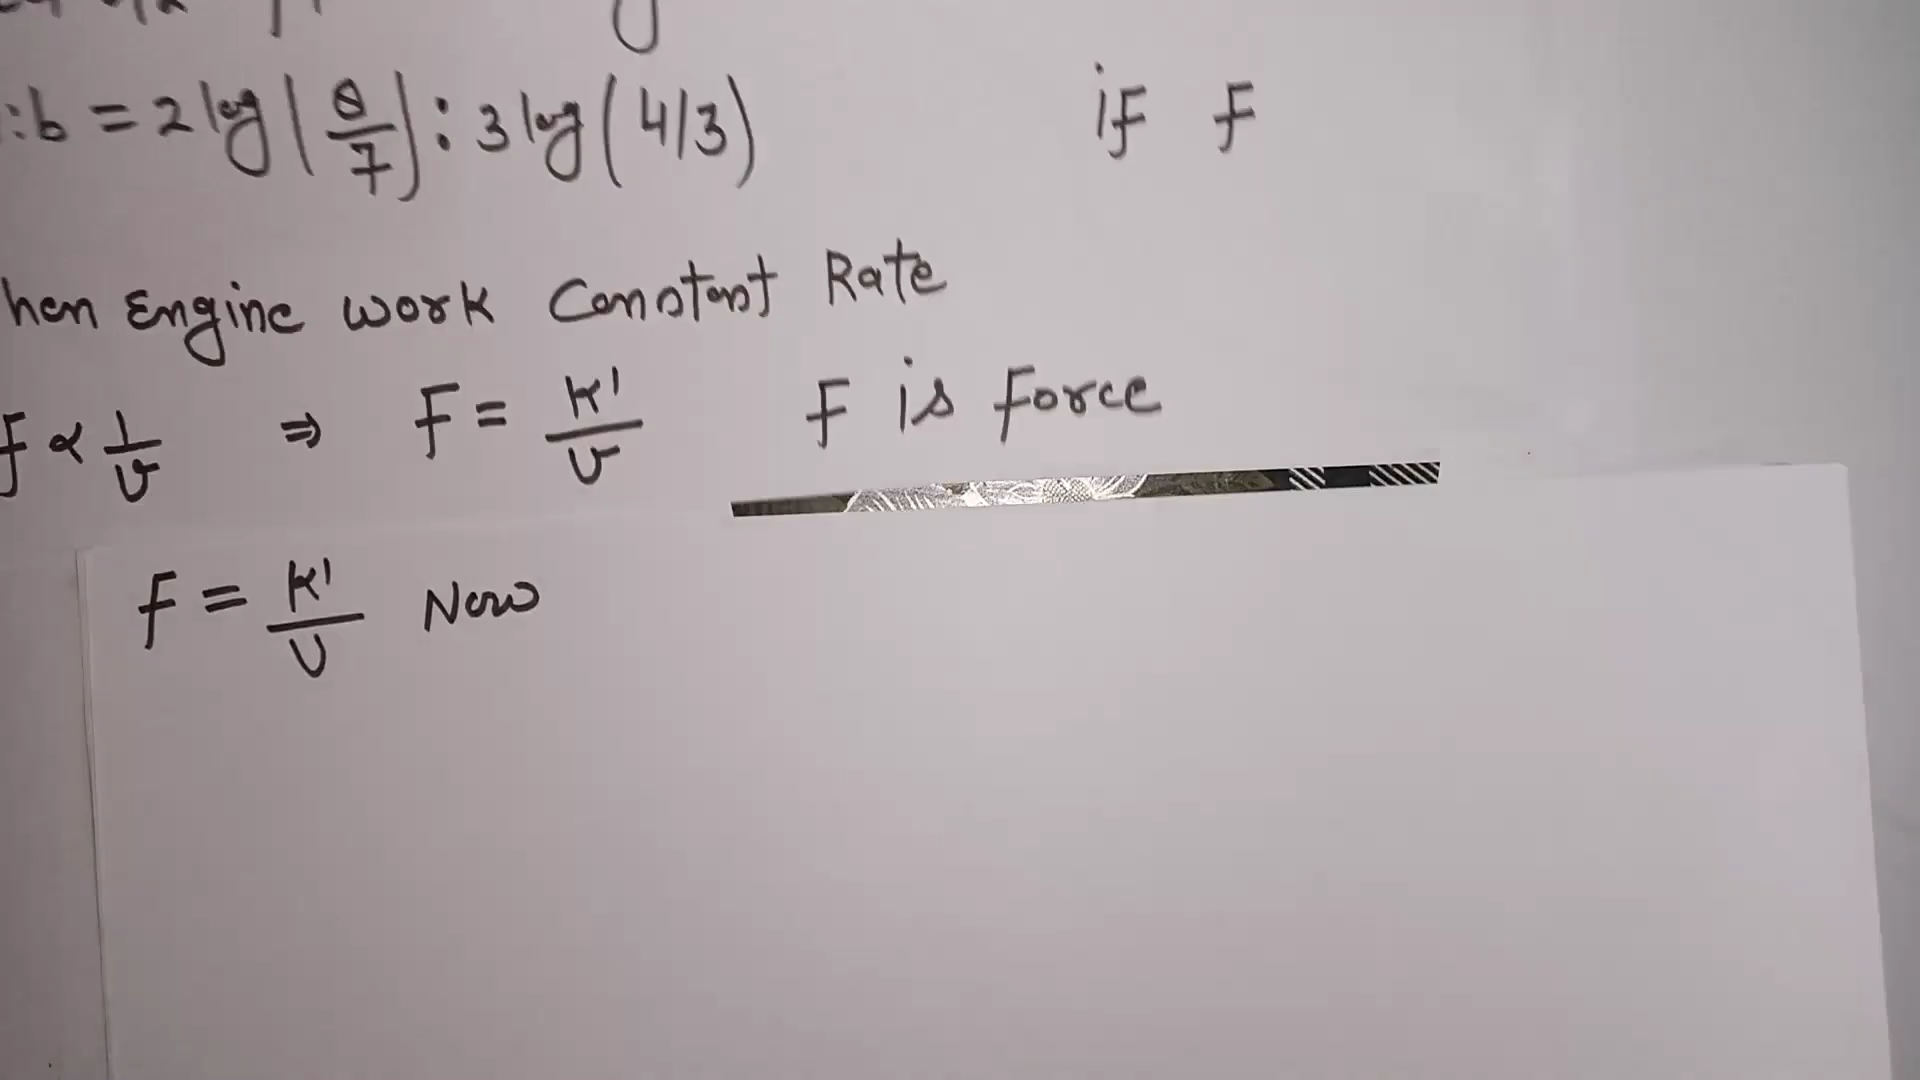 :b = 2 log(8/7) : 3 log(4/3) if F
hen Engine work Constant Rate
F ∝ 1/v ⇒ F = K'/v F is Force
F = K'/v Now